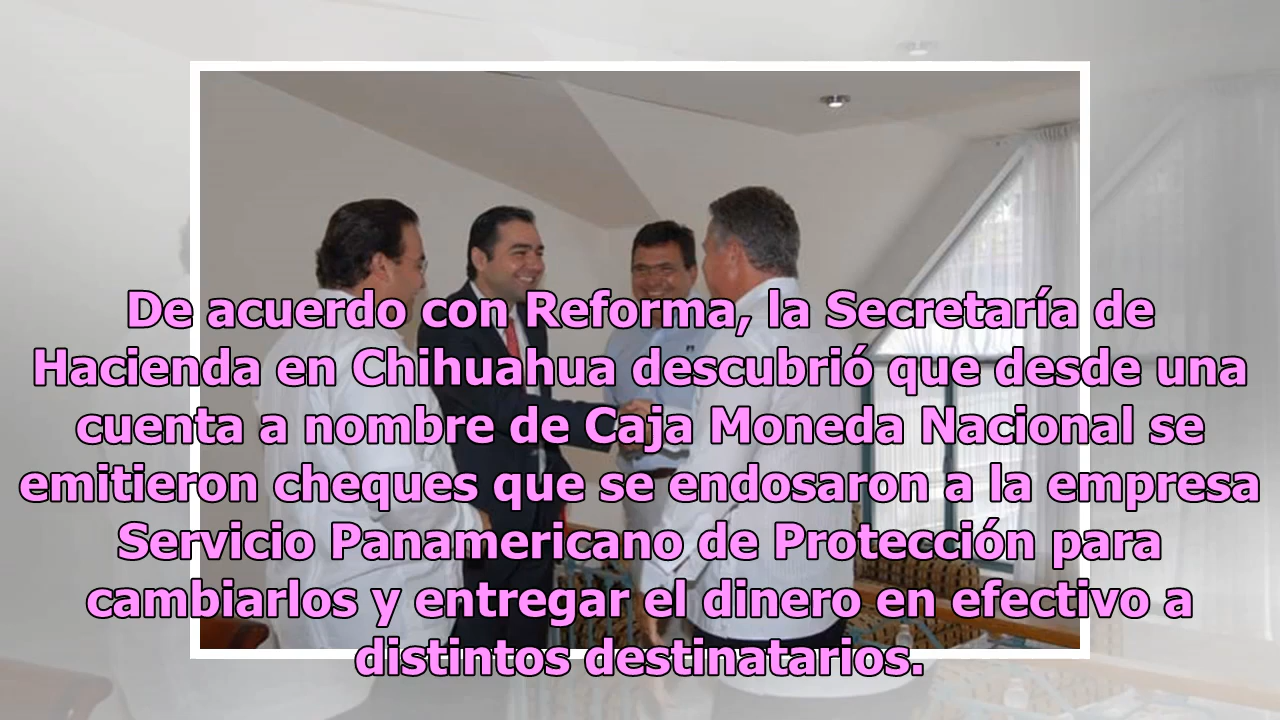 De acuerdo con Reforma, la Secretaría de
Hacienda en Chihuahua descubrió que desde una
cuenta a nombre de Caja Moneda Nacional se
emitieron cheques que se endosaron a la empresa
Servicio Panamericano de Protección para
cambiarlos y entregar el dinero en efectivo a
distintos destinatarios.